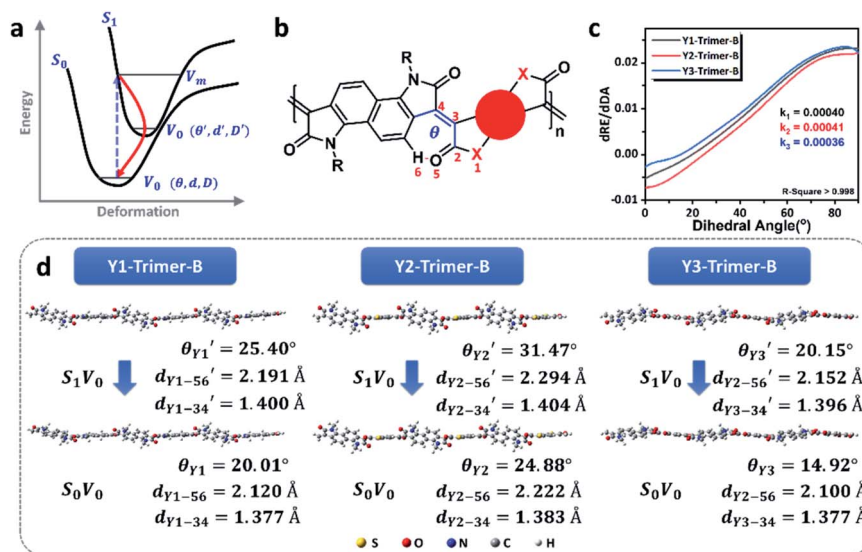 a
S₁
S₀
Vₘ
V₀ (θ′, d′, D′)
V₀ (θ, d, D)
Energy
Deformation
b
R
N
O
X
O
4
3
θ
n
O
N
R
H
O
2
X
1
6
5
c
Y1-Trimer-B
Y2-Trimer-B
Y3-Trimer-B
dRE/dDA
0.02
0.01
0.00
-0.01
k₁ = 0.00040
k₂ = 0.00041
k₃ = 0.00036
R-Square > 0.998
0 20 40 60 80
Dihedral Angle(°)
d
Y1-Trimer-B
Y2-Trimer-B
Y3-Trimer-B
S₁V₀
θY1′ = 25.40°
dY1−56′ = 2.191 Å
dY1−34′ = 1.400 Å
S₁V₀
θY2′ = 31.47°
dY2−56′ = 2.294 Å
dY2−34′ = 1.404 Å
S₁V₀
θY3′ = 20.15°
dY2−56′ = 2.152 Å
dY3−34′ = 1.396 Å
S₀V₀
θY1 = 20.01°
dY1−56 = 2.120 Å
dY1−34 = 1.377 Å
S₀V₀
θY2 = 24.88°
dY2−56 = 2.222 Å
dY2−34 = 1.383 Å
S₀V₀
θY3 = 14.92°
dY2−56 = 2.100 Å
dY3−34 = 1.377 Å
S O N C H